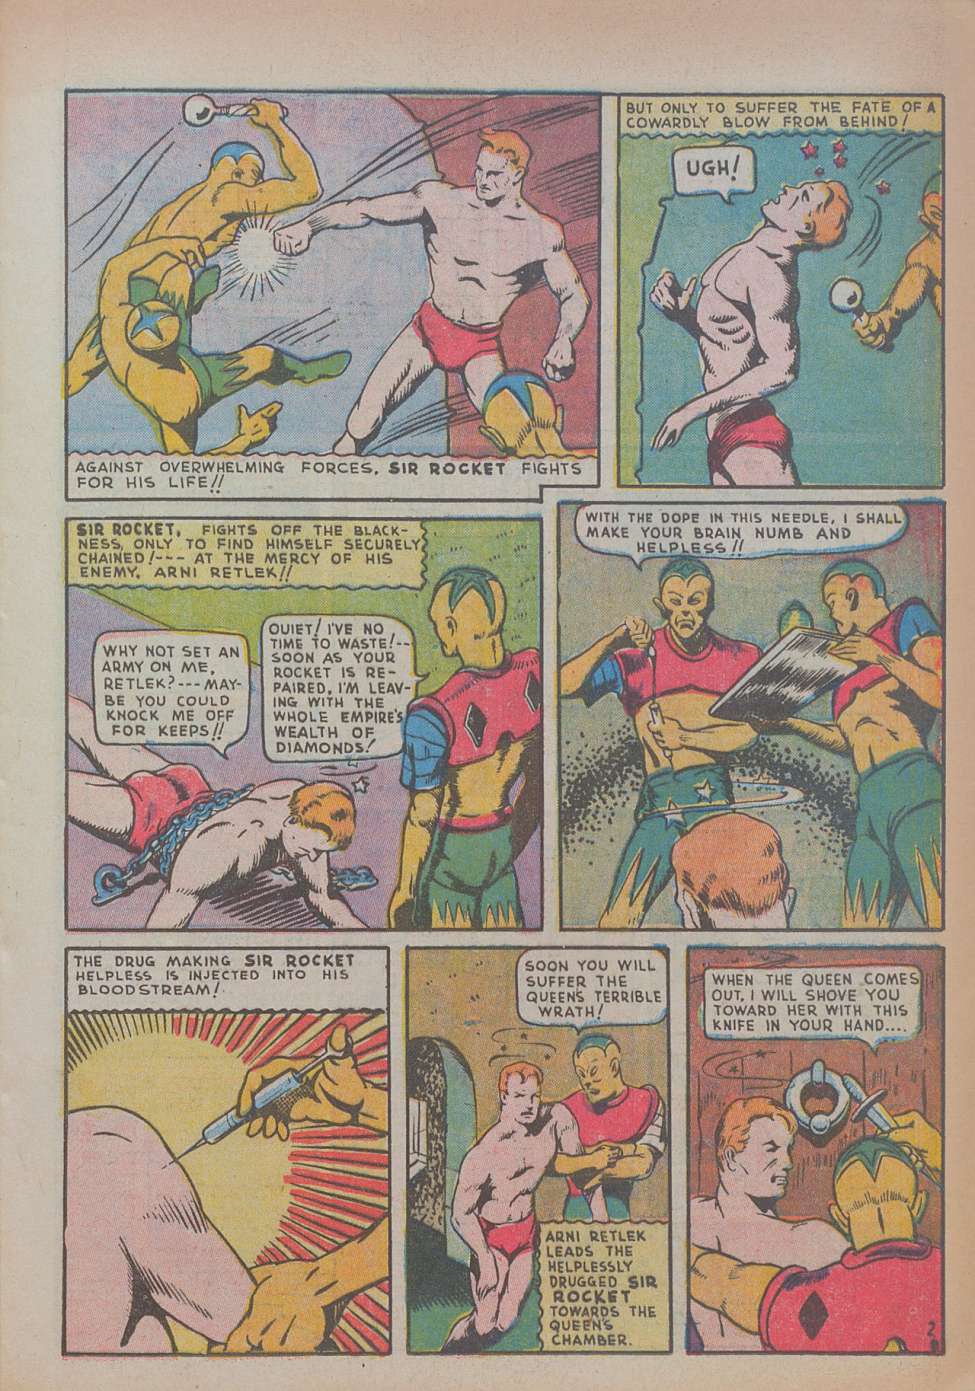 AGAINST OVERWHELMING FORCES, SIR ROCKET FIGHTS
FOR HIS LIFE!!
BUT ONLY TO SUFFER THE FATE OF A
COWARDLY BLOW FROM BEHIND!
UGH!
SIR ROCKET, FIGHTS OFF THE BLACK-
NESS, ONLY TO FIND HIMSELF SECURELY
CHAINED!--- AT THE MERCY OF HIS
ENEMY, ARNI RETLEK!!
WHY NOT SET AN
ARMY ON ME,
RETLEK?---MAY-
BE YOU COULD
KNOCK ME OFF
FOR KEEPS!!
QUIET! I'VE NO
TIME TO WASTE!--
SOON AS YOUR
ROCKET IS RE-
PAIRED, I'M LEAV-
ING WITH THE
WHOLE EMPIRE'S
WEALTH OF
DIAMONDS!
WITH THE DOPE IN THIS NEEDLE, I SHALL
MAKE YOUR BRAIN NUMB AND
HELPLESS!!
THE DRUG MAKING SIR ROCKET
HELPLESS IS INJECTED INTO HIS
BLOODSTREAM!
SOON YOU WILL
SUFFER THE
QUEEN'S TERRIBLE
WRATH!
ARNI RETLEK
LEADS THE
HELPLESSLY
DRUGGED SIR
ROCKET
TOWARDS THE
QUEEN'S
CHAMBER.
WHEN THE QUEEN COMES
OUT, I WILL SHOVE YOU
TOWARD HER WITH THIS
KNIFE IN YOUR HAND....
2